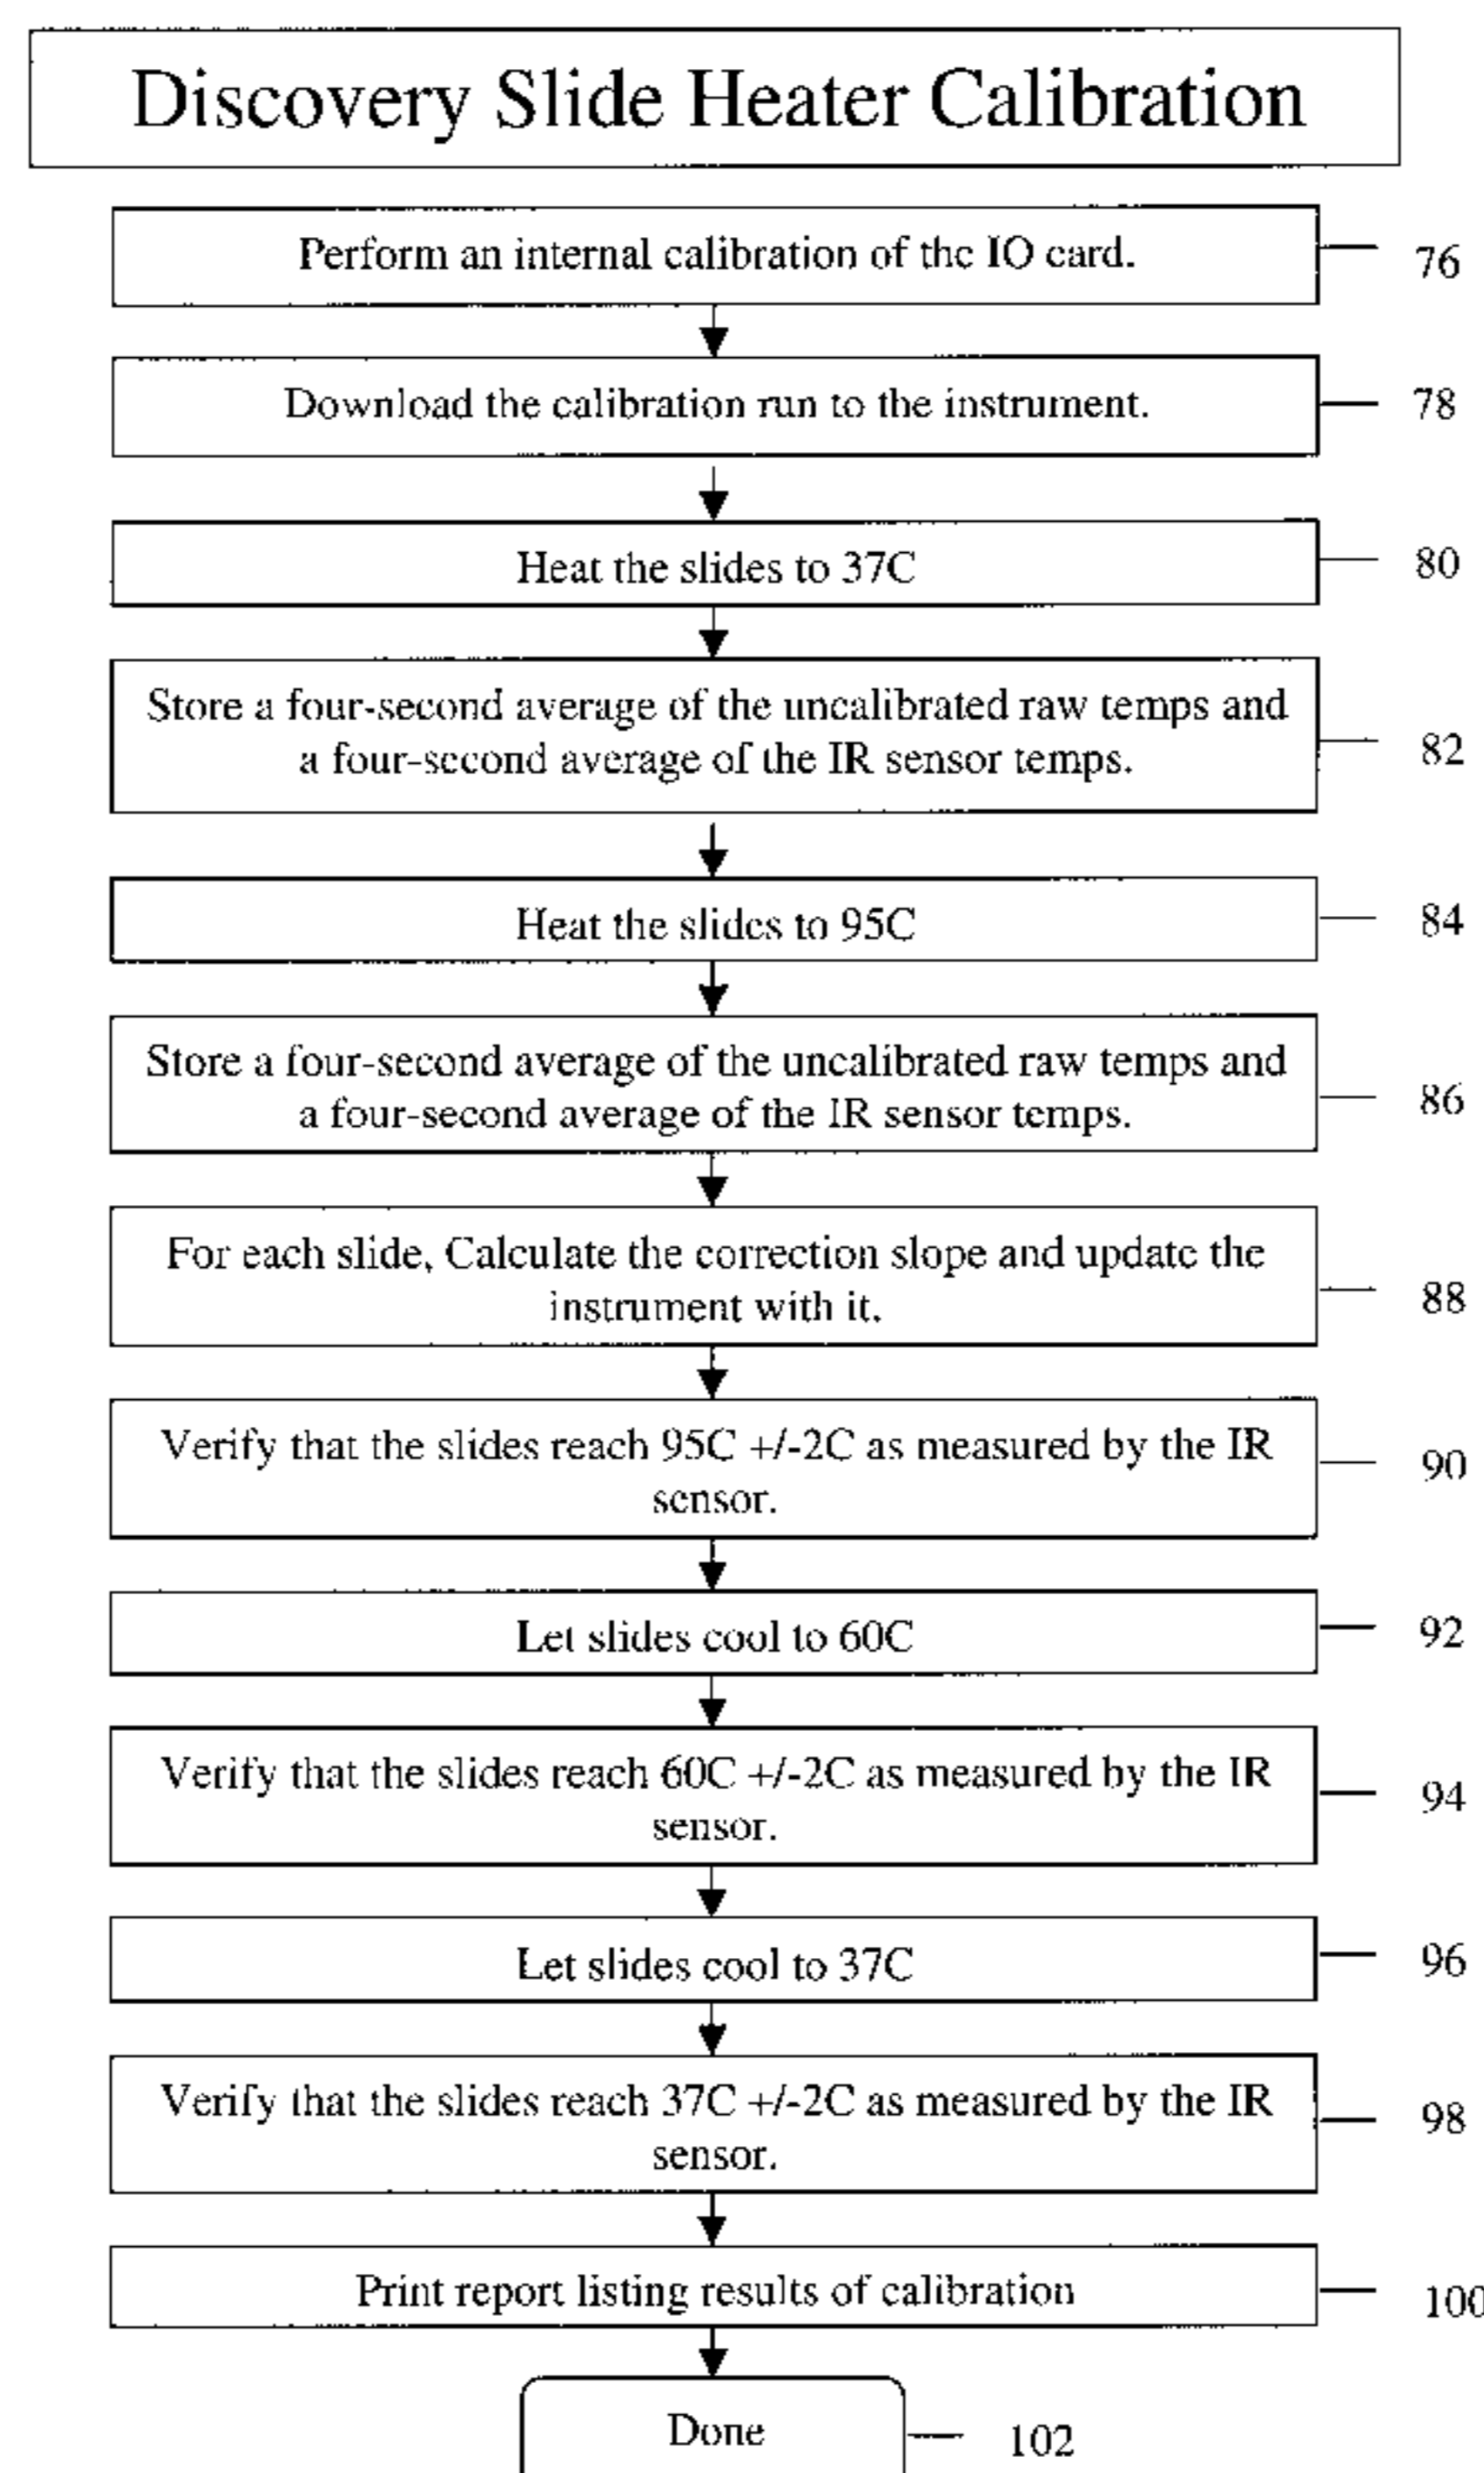 Discovery Slide Heater Calibration
Perform an internal calibration of the IO card.
76
Download the calibration run to the instrument.
78
Heat the slides to 37C
80
Store a four-second average of the uncalibrated raw temps and
a four-second average of the IR sensor temps.
82
Heat the slides to 95C
84
Store a four-second average of the uncalibrated raw temps and
a four-second average of the IR sensor temps.
86
For each slide, Calculate the correction slope and update the
instrument with it.
88
Verify that the slides reach 95C +/-2C as measured by the IR
sensor.
90
Let slides cool to 60C
92
Verify that the slides reach 60C +/-2C as measured by the IR
sensor.
94
Let slides cool to 37C
96
Verify that the slides reach 37C +/-2C as measured by the IR
sensor.
98
Print report listing results of calibration
100
Done
102